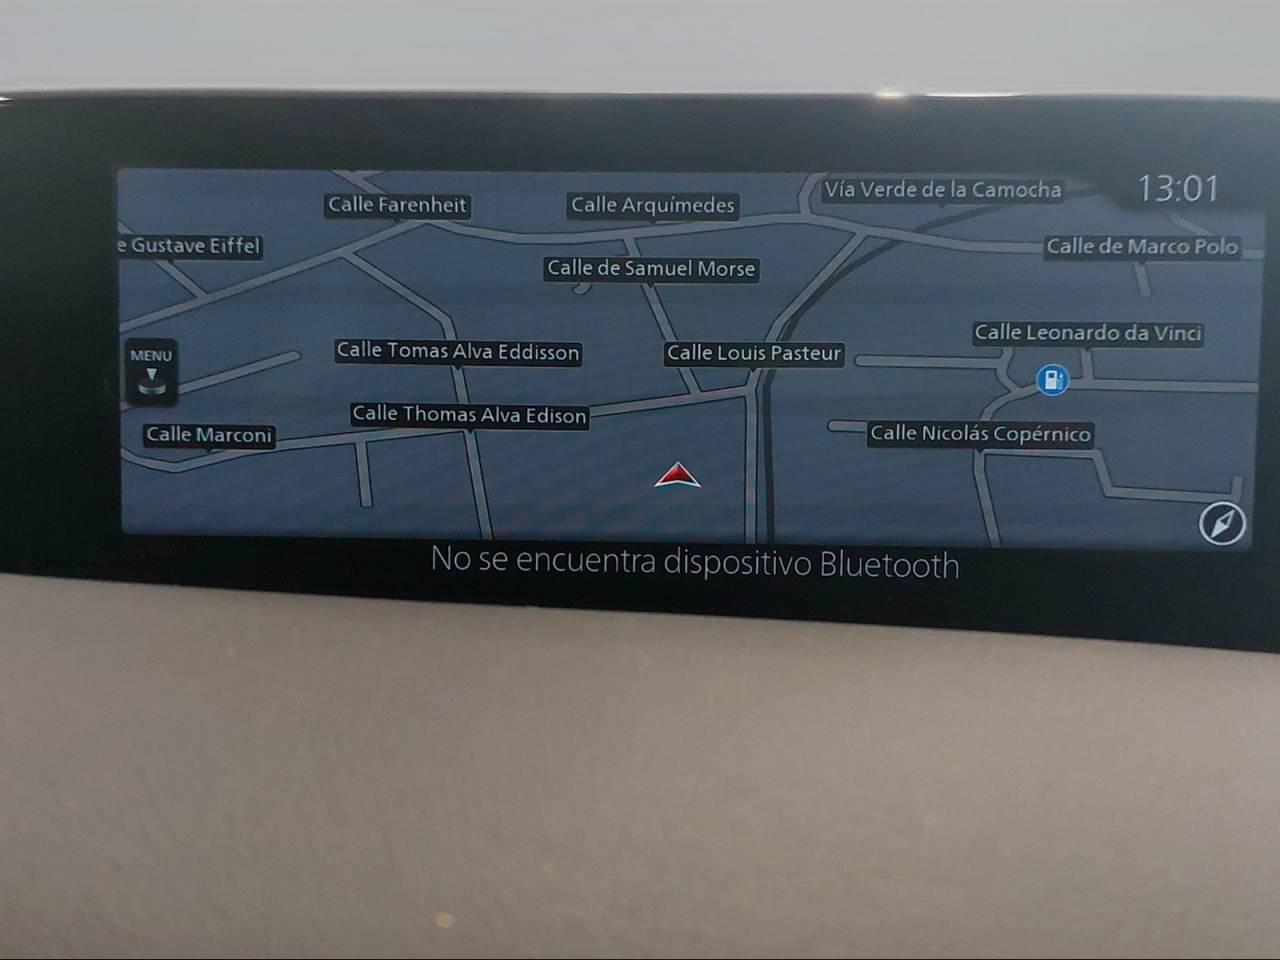 Vía Verde de la Camocha
13:01
Calle Farenheit
Calle Arquímedes
e Gustave Eiffel
Calle de Marco Polo
Calle de Samuel Morse
Calle Leonardo da Vinci
MENU
Calle Tomas Alva Eddisson
Calle Louis Pasteur
Calle Thomas Alva Edison
Calle Marconi
Calle Nicolás Copérnico
No se encuentra dispositivo Bluetooth